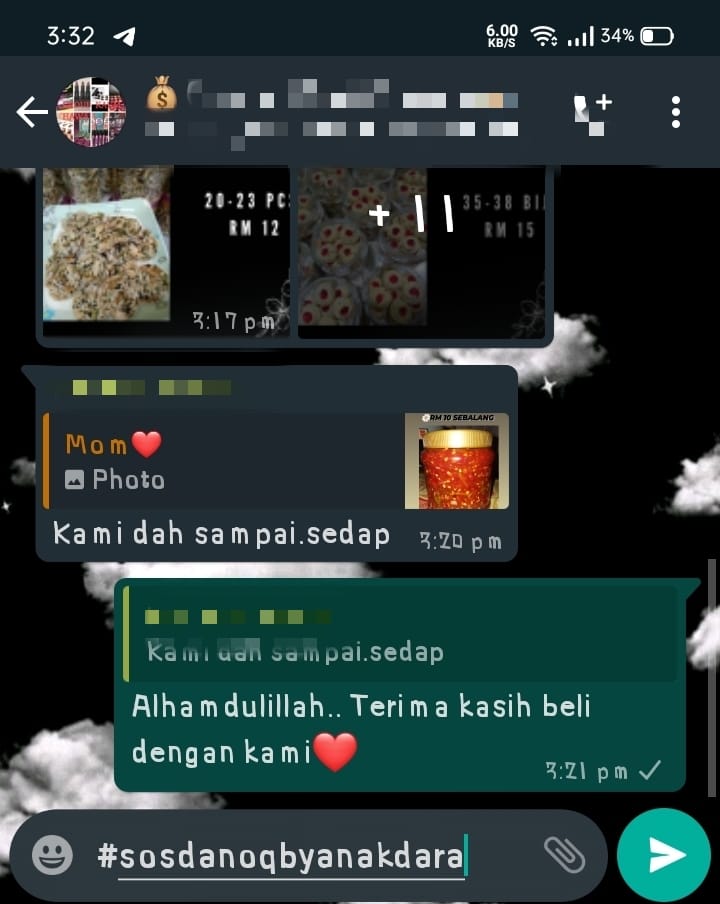 3:32
6.00
KB/S
34%
20-23 PC
RM 12
+11
35-38 BI
RM 15
3:17 pm
Mom❤️
RM 10 SEBALANG
Photo
Kami dah sampai.sedap
3:20 pm
Kami dah sampai.sedap
Alhamdulillah.. Terima kasih beli
dengan kami❤️
3:21 pm
#sosdanoqbyanakdara